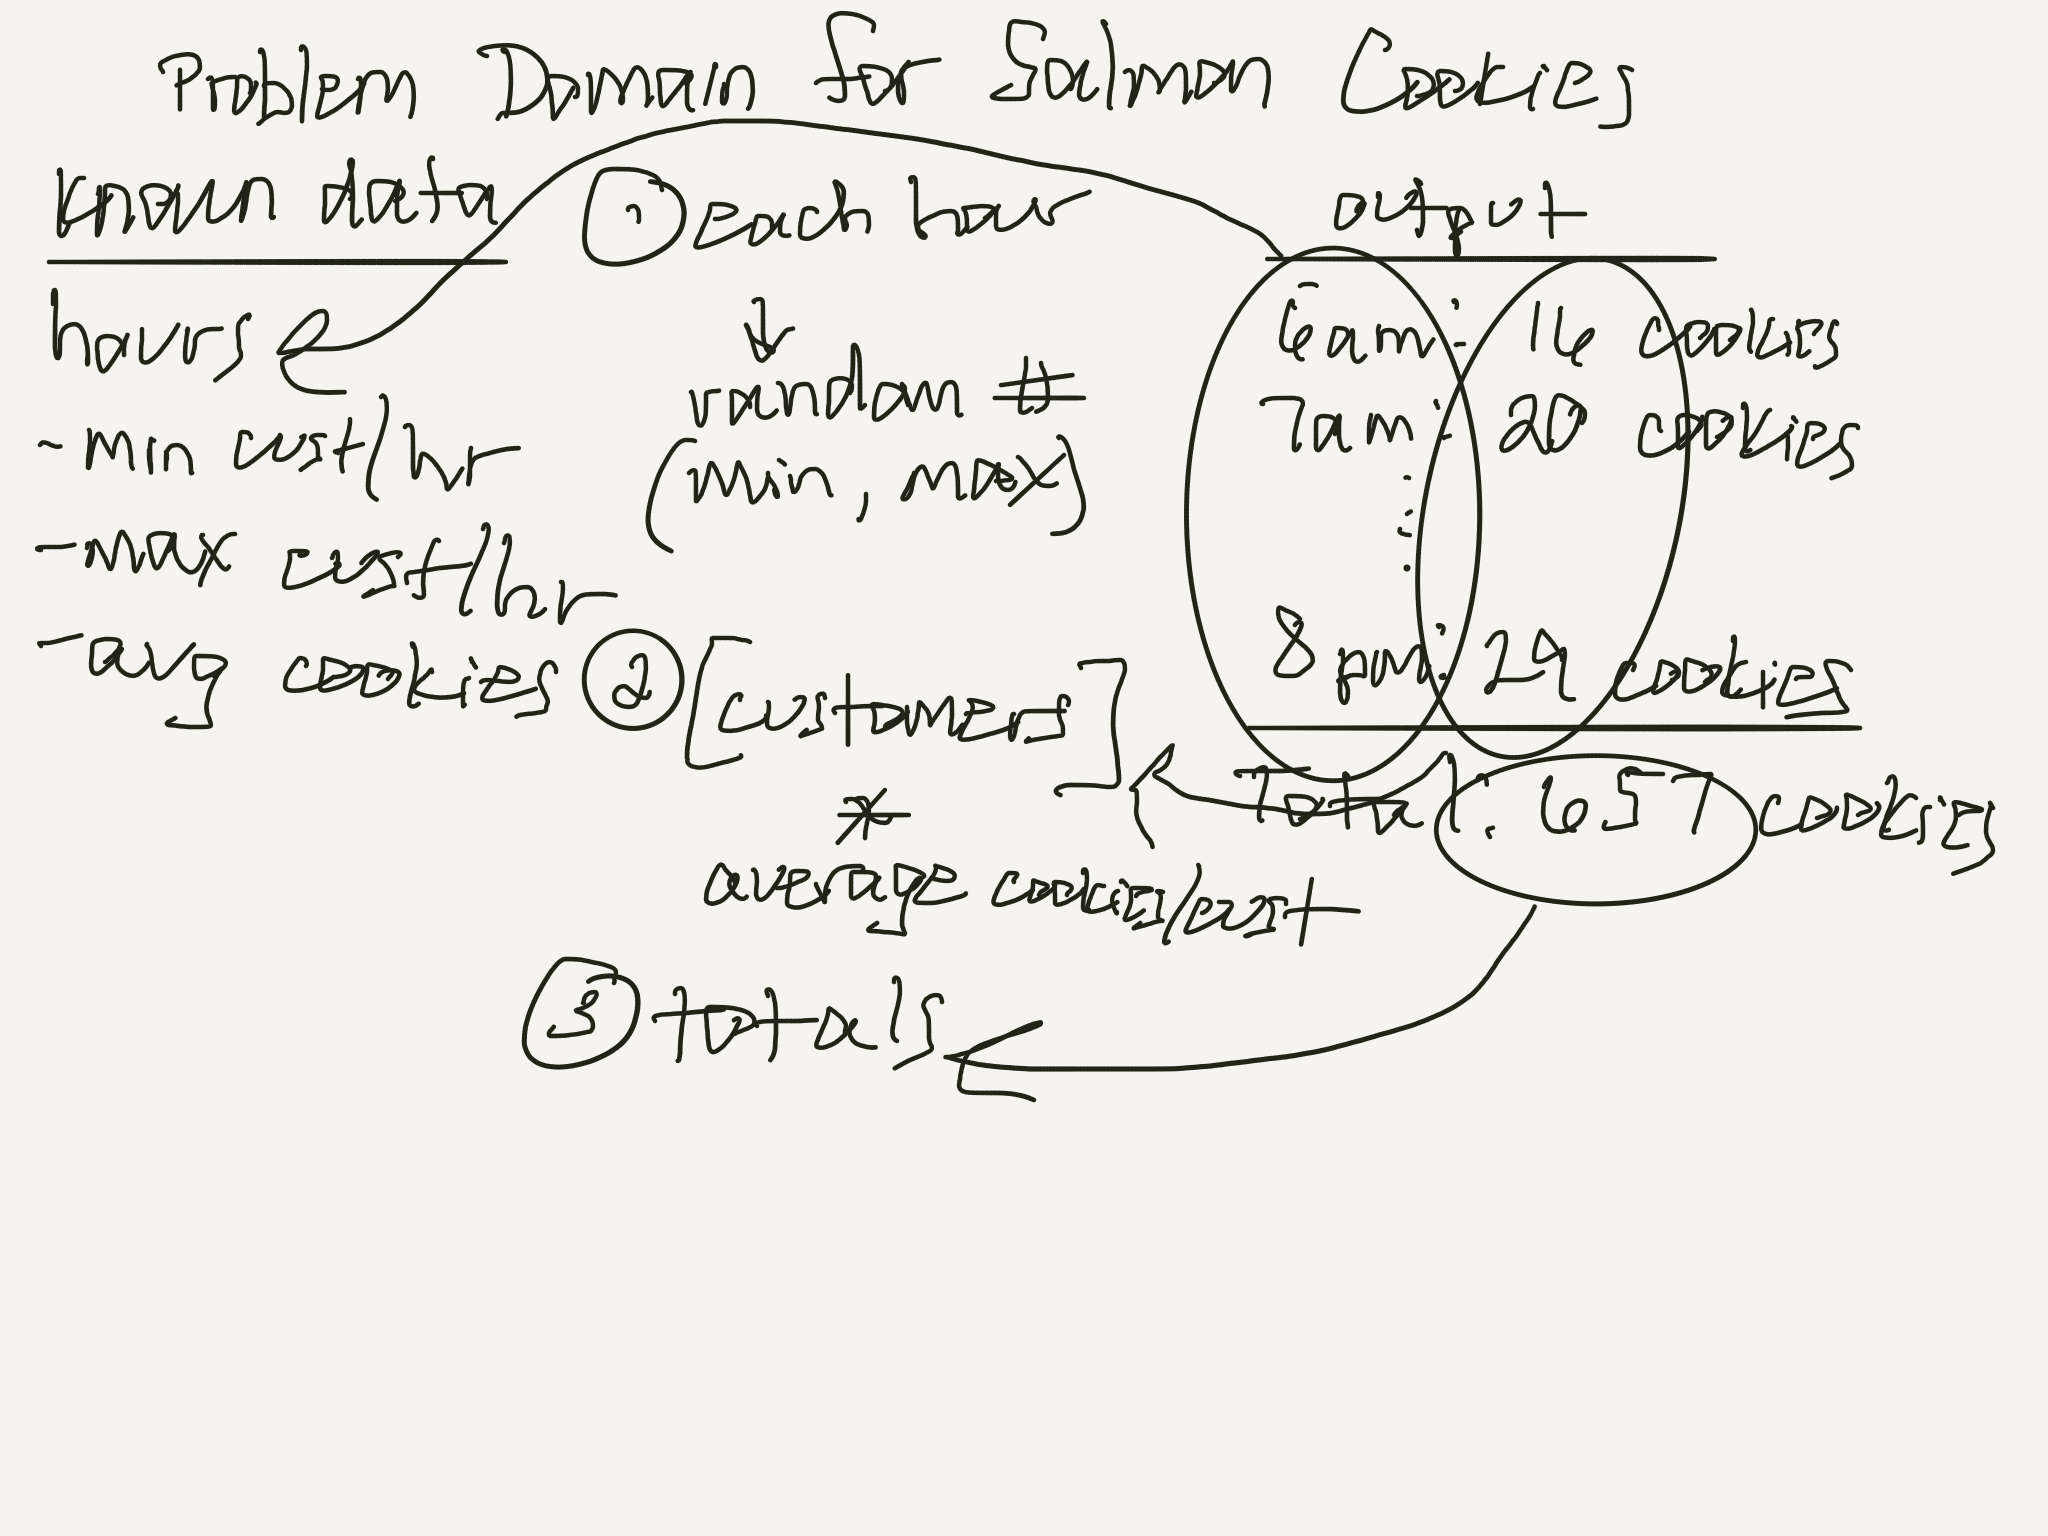 Problem Domain for Salmon Cookies
known data
hours
- min cust/hr
- max cust/hr
- avg cookies
1 each hour
random #
(min, max)
2 [customers]
*
average cookies/cust
3 totals
output
6am: 16 cookies
7am: 20 cookies
8pm: 29 cookies
Total: 657 cookies